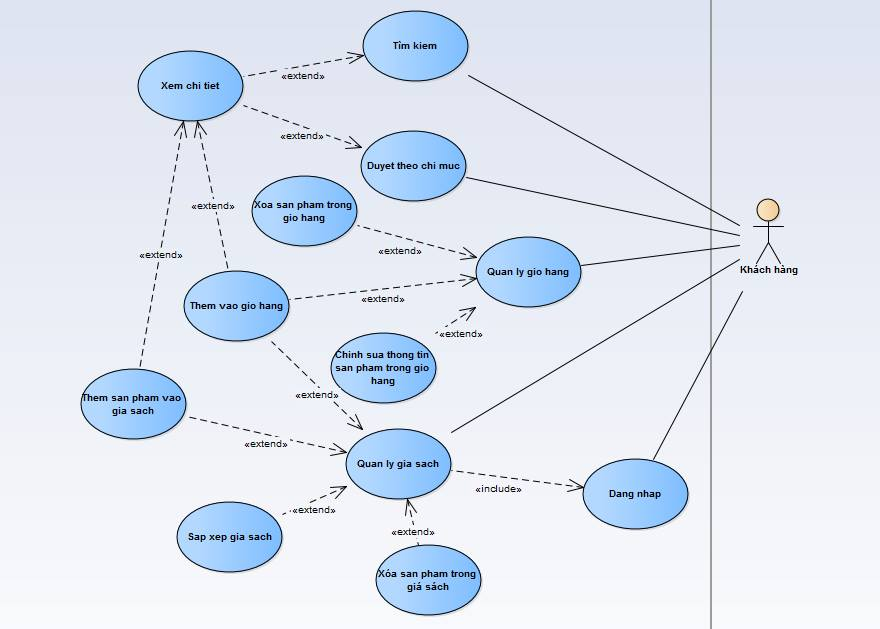 Tìm kiem
Xem chi tiet
«extend»
«extend»
Duyet theo chi muc
Xoa san pham trong
gio hang
«extend»
«extend»
«extend»
Quan ly gio hang
Khách hàng
Them vao gio hang
«extend»
«extend»
Chinh sua thong tin
san pham trong gio
hang
Them san pham vao
gia sach
«extend»
«extend»
Quan ly gia sach
«include»
Dang nhap
«extend»
Sap xep gia sach
«extend»
Xóa san pham trong
giá sách